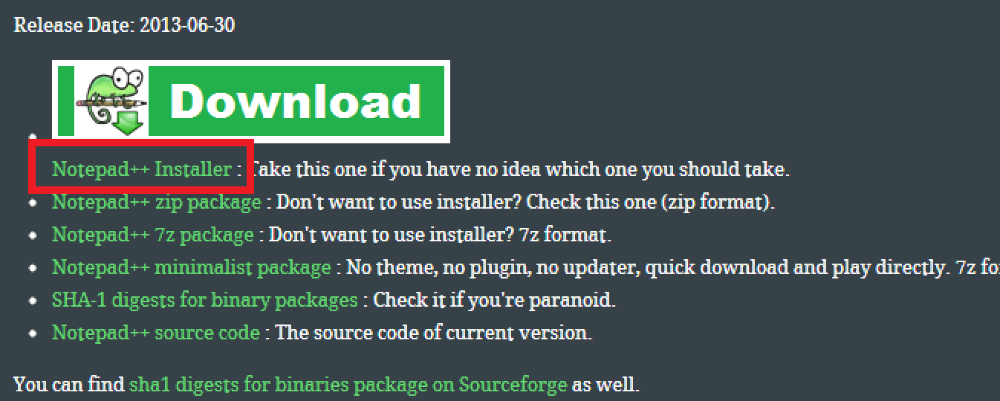 Release Date: 2013-06-30
Download
Notepad++ Installer : Take this one if you have no idea which one you should take.
Notepad++ zip package : Don't want to use installer? Check this one (zip format).
Notepad++ 7z package : Don't want to use installer? 7z format.
Notepad++ minimalist package : No theme, no plugin, no updater, quick download and play directly. 7z fo
SHA-1 digests for binary packages : Check it if you're paranoid.
Notepad++ source code : The source code of current version.
You can find sha1 digests for binaries package on Sourceforge as well.